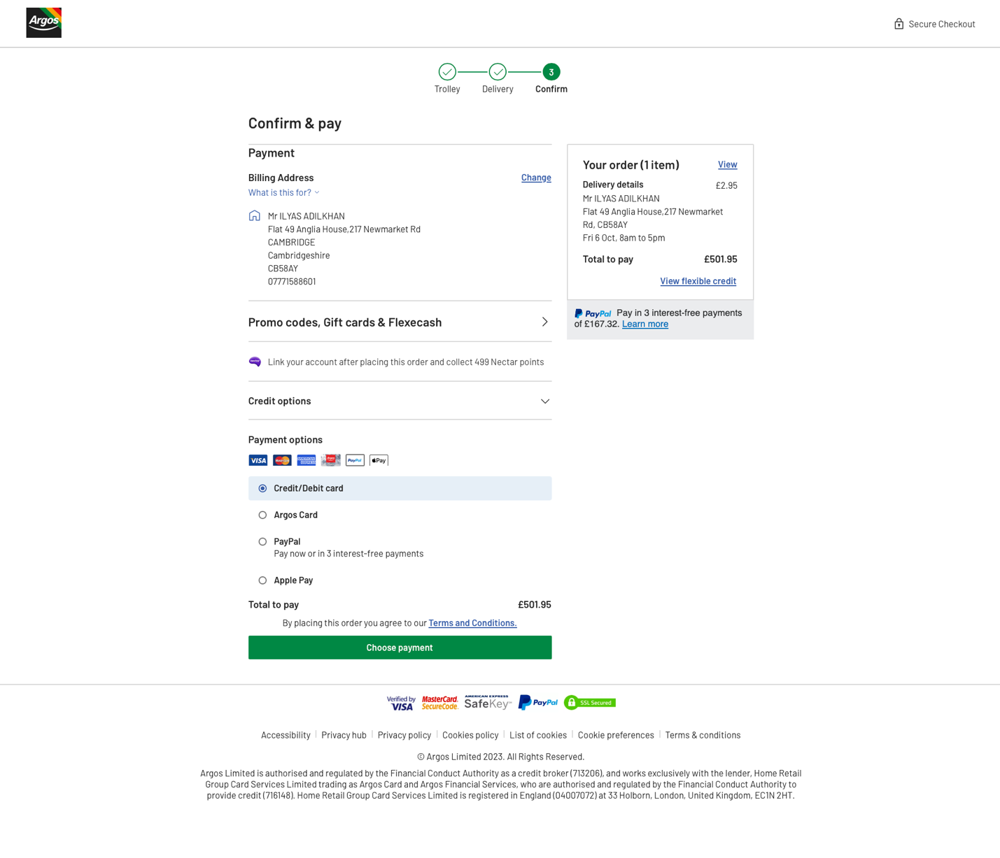 Argos
Secure Checkout
3
Trolley
Delivery
Confirm
Confirm & pay
Payment
Billing Address
Change
What is this for?
Mr ILYAS ADILKHAN
Flat 49 Anglia House,217 Newmarket Rd
CAMBRIDGE
Cambridgeshire
CB58AY
07771588601
Promo codes, Gift cards & Flexecash
nectar
Link your account after placing this order and collect 499 Nectar points
Credit options
Payment options
VISA
MasterCard
AMERICAN EXPRESS
Argos
PayPal
Pay
Credit/Debit card
Argos Card
PayPal
Pay now or in 3 interest-free payments
Apple Pay
Total to pay £501.95
By placing this order you agree to our Terms and Conditions.
Choose payment
Your order (1 item)
View
Delivery details £2.95
Mr ILYAS ADILKHAN
Flat 49 Anglia House,217 Newmarket
Rd, CB58AY
Fri 6 Oct, 8am to 5pm
Total to pay £501.95
View flexible credit
PayPal Pay in 3 interest-free payments
of £167.32. Learn more
Verified by
VISA
MasterCard.
SecureCode.
AMERICAN EXPRESS
SafeKey
PayPal
SSL Secured
Accessibility
Privacy hub
Privacy policy
Cookies policy
List of cookies
Cookie preferences
Terms & conditions
© Argos Limited 2023. All Rights Reserved.
Argos Limited is authorised and regulated by the Financial Conduct Authority as a credit broker (713206), and works exclusively with the lender, Home Retail
Group Card Services Limited trading as Argos Card and Argos Financial Services, who are authorised and regulated by the Financial Conduct Authority to
provide credit (716148). Home Retail Group Card Services Limited is registered in England (04007072) at 33 Holborn, London, United Kingdom, EC1N 2HT.